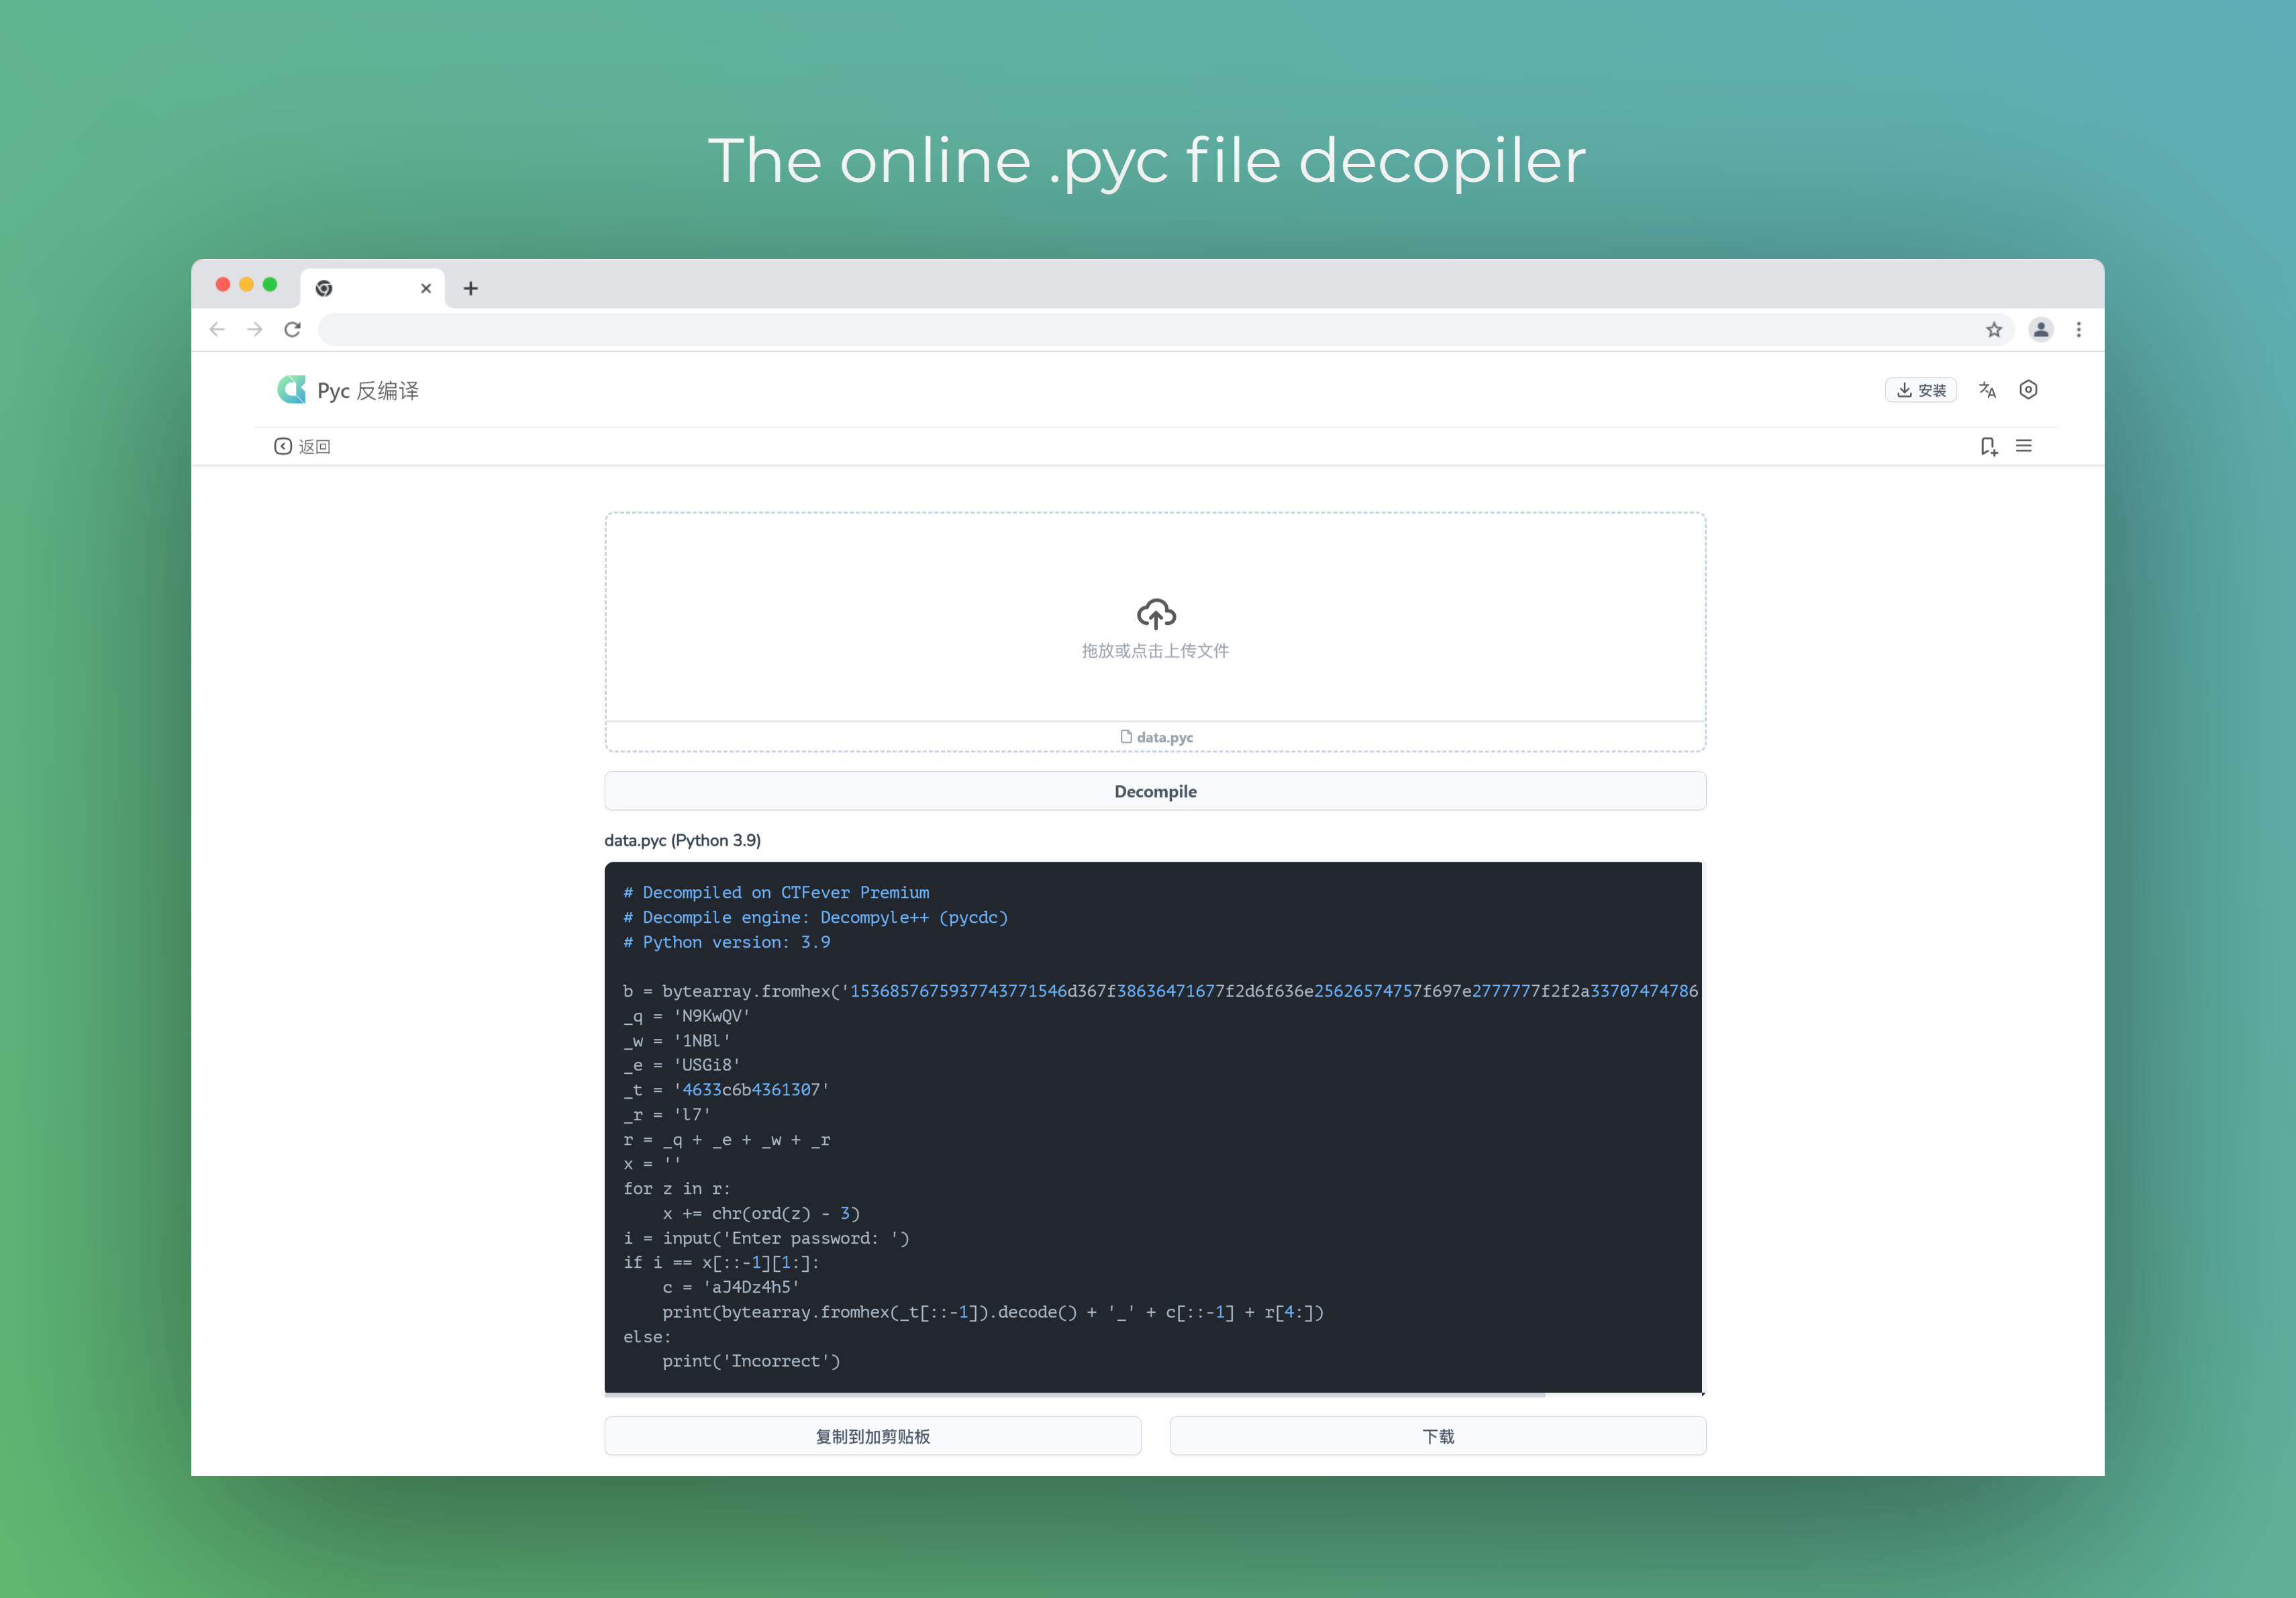 The online .pyc file decopiler
Pyc 反编译
安装
返回
拖放或点击上传文件
data.pyc
Decompile
data.pyc (Python 3.9)
# Decompiled on CTFever Premium
# Decompile engine: Decompyle++ (pycdc)
# Python version: 3.9
b = bytearray.fromhex('1536857675937743771546d367f38636471677f2d6f636e25626574757f697e2777777f2f2a33707474786
_q = 'N9KwQV'
_w = '1NBl'
_e = 'USGi8'
_t = '4633c6b4361307'
_r = 'l7'
r = _q + _e + _w + _r
x = ''
for z in r:
    x += chr(ord(z) - 3)
i = input('Enter password: ')
if i == x[::-1][1:]:
    c = 'aJ4Dz4h5'
    print(bytearray.fromhex(_t[::-1]).decode() + '_' + c[::-1] + r[4:])
else:
    print('Incorrect')
复制到加剪贴板
下载